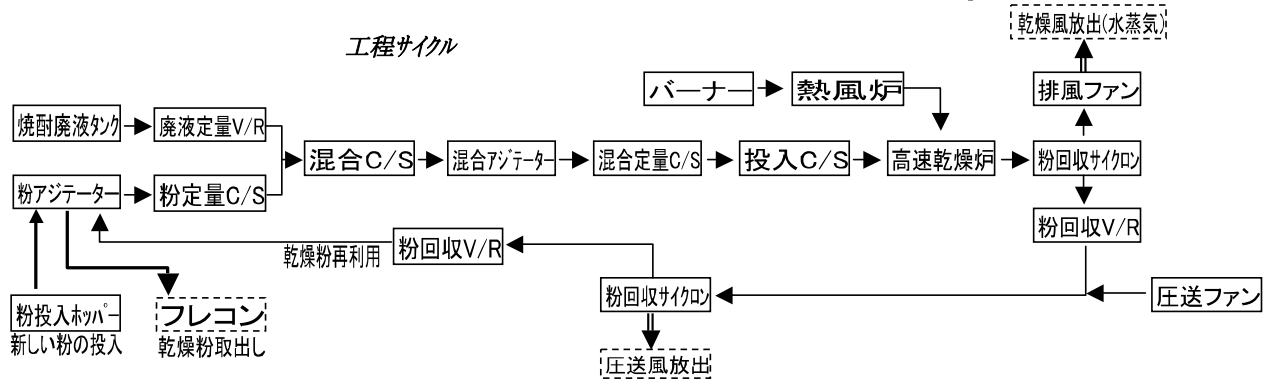 乾燥風放出(水蒸気)
工程サイクル
バーナー
熱風炉
排風ファン
焼酎廃液タンク
廃液定量V/R
混合C/S
混合アジテーター
混合定量C/S
投入C/S
高速乾燥炉
粉回収サイクロン
粉アジテーター
粉定量C/S
粉回収V/R
乾燥粉再利用
粉回収V/R
粉投入ホッパー
新しい粉の投入
フレコン
乾燥粉取出し
粉回収サイクロン
圧送ファン
圧送風放出